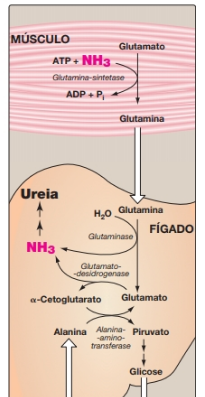 MÚSCULO
Glutamato
ATP + NH₃
Glutamina-sintetase
ADP + Pᵢ
Glutamina
Ureia
H₂O Glutamina
FÍGADO
Glutaminase
NH₃
Glutamato-
desidrogenase
α-Cetoglutarato Glutamato
Alanina Alanina- Piruvato
amino-
transferase
Glicose